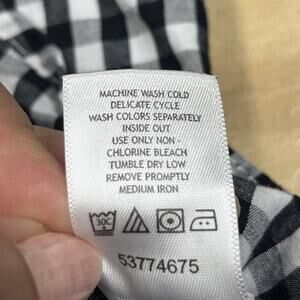 MACHINE WASH COLD
DELICATE CYCLE
WASH COLORS SEPARATELY
INSIDE OUT
USE ONLY NON -
CHLORINE BLEACH
TUMBLE DRY LOW
REMOVE PROMPTLY
MEDIUM IRON
30C
53774675